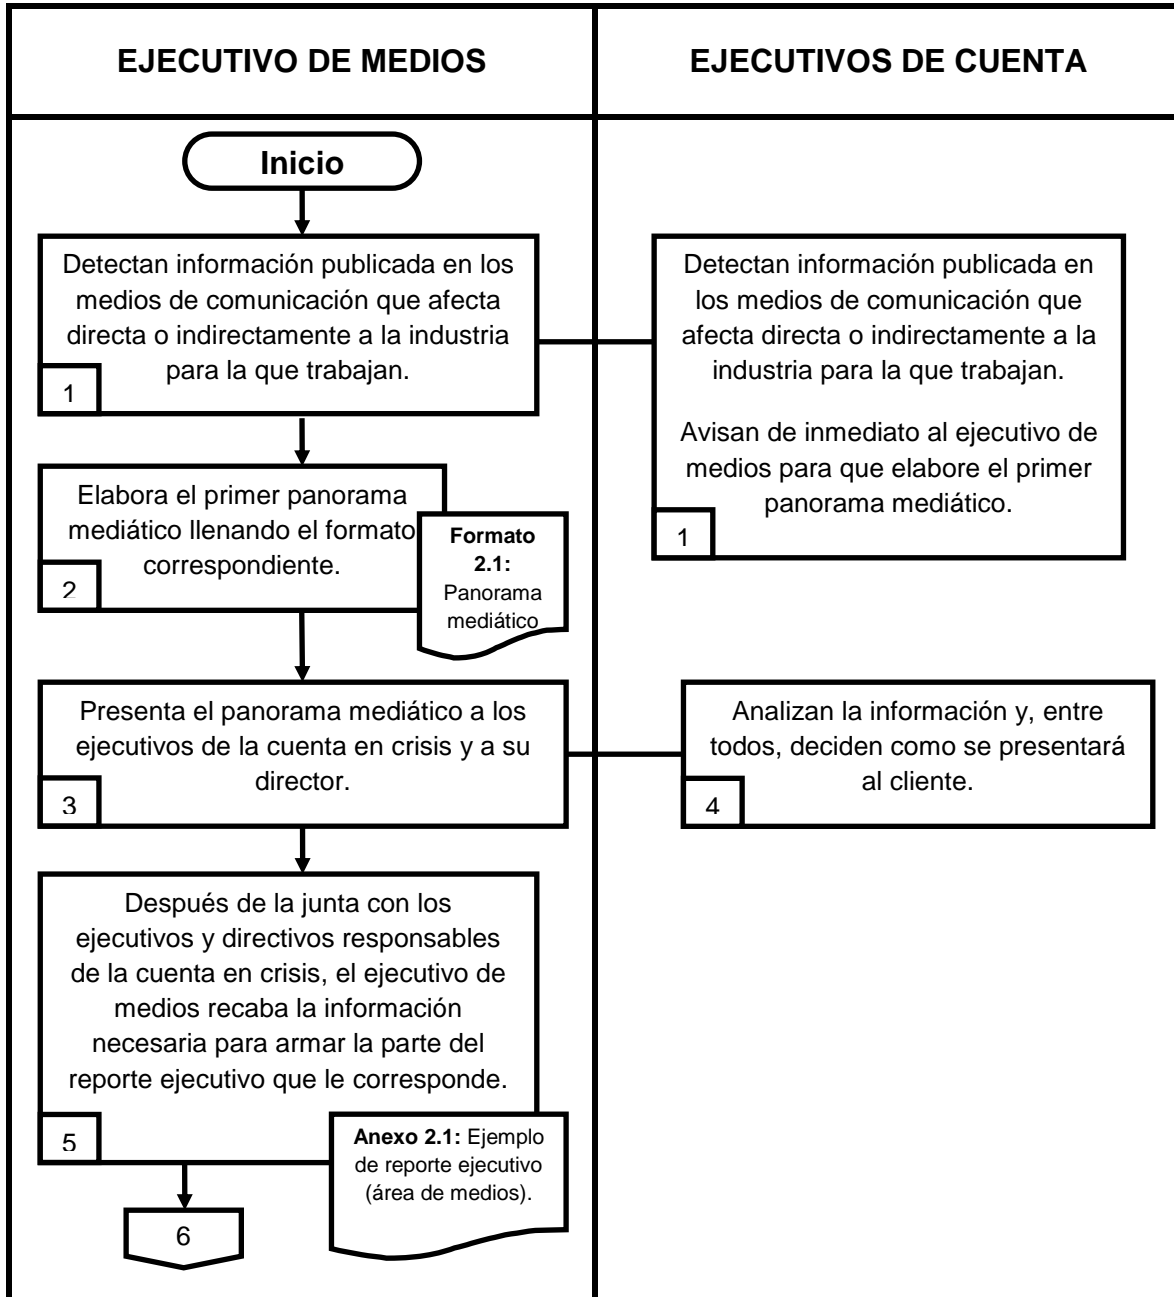 EJECUTIVO DE MEDIOS
EJECUTIVOS DE CUENTA
Inicio
Detectan información publicada en los
medios de comunicación que afecta
directa o indirectamente a la industria
para la que trabajan.
1
Detectan información publicada en
los medios de comunicación que
afecta directa o indirectamente a la
industria para la que trabajan.
Avisan de inmediato al ejecutivo de
medios para que elabore el primer
panorama mediático.
1
Elabora el primer panorama
mediático llenando el formato
correspondiente.
2
Formato
2.1:
Panorama
mediático
Presenta el panorama mediático a los
ejecutivos de la cuenta en crisis y a su
director.
3
Analizan la información y, entre
todos, deciden como se presentará
al cliente.
4
Después de la junta con los
ejecutivos y directivos responsables
de la cuenta en crisis, el ejecutivo de
medios recaba la información
necesaria para armar la parte del
reporte ejecutivo que le corresponde.
5
Anexo 2.1: Ejemplo
de reporte ejecutivo
(área de medios).
6